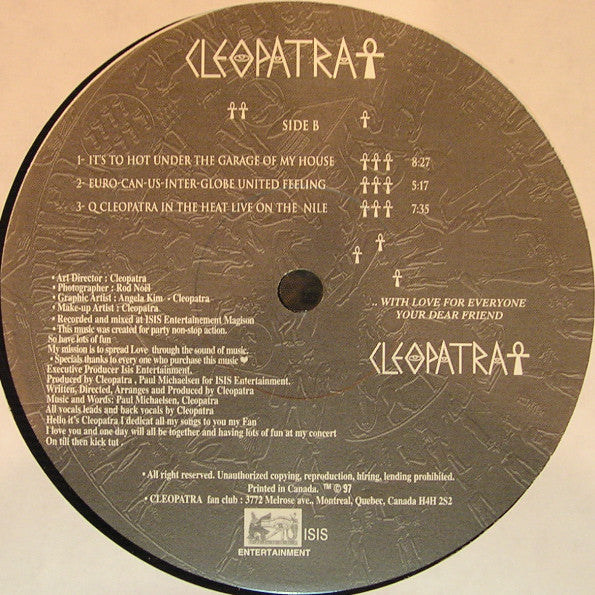 CLEOPATRA
SIDE B
1- IT'S TO HOT UNDER THE GARAGE OF MY HOUSE 8:27
2- EURO-CAN-US-INTER-GLOBE UNITED FEELING 5:17
3- Q CLEOPATRA IN THE HEAT LIVE ON THE NILE 7:35
• Art Director : Cleopatra
• Photographer : Rod Noël
• Graphic Artist : Angela Kim - Cleopatra
• Make-up Artist : Cleopatra
• Recorded and mixed at ISIS Entertainement Magison
• This music was created for party non-stop action.
So have lots of fun
My mission is to spread Love through the sound of music.
• Specials thanks to every one who purchase this music ♥
Executive Producer Isis Entertainment.
Produced by Cleopatra , Paul Michaelsen for ISIS Entertainment.
Written, Directed, Arranges and Produced by Cleopatra
Music and Words: Paul Michaelsen, Cleopatra
All vocals leads and back vocals by Cleopatra
Hello it's Cleopatra I dedicat all my songs to you my Fan
I love you and one day will all be together and having lots of fun at my concert
On till then kick tut .
.. WITH LOVE FOR EVERYONE
YOUR DEAR FRIEND
CLEOPATRA
• All right reserved. Unauthorized copying, reproduction, hiring, lending prohibited.
Printed in Canada. ™ © 97
• CLEOPATRA fan club : 3772 Melrose ave., Montreal, Quebec, Canada H4H 2S2
ISIS
ENTERTAINMENT